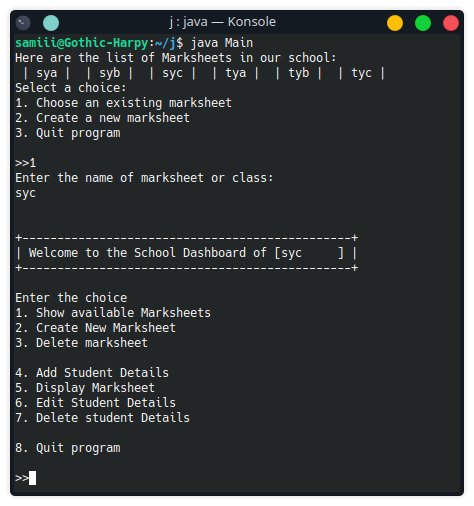 j : java — Konsole
samiii@Gothic-Harpy:~/j$ java Main
Here are the list of Marksheets in our school:
| sya | | syb | | syc | | tya | | tyb | | tyc |
Select a choice:
1. Choose an existing marksheet
2. Create a new marksheet
3. Quit program
>>1
Enter the name of marksheet or class:
syc
+---------------------------------------------+
| Welcome to the School Dashboard of [syc     ] |
+---------------------------------------------+
Enter the choice
1. Show available Marksheets
2. Create New Marksheet
3. Delete marksheet
4. Add Student Details
5. Display Marksheet
6. Edit Student Details
7. Delete student Details
8. Quit program
>>